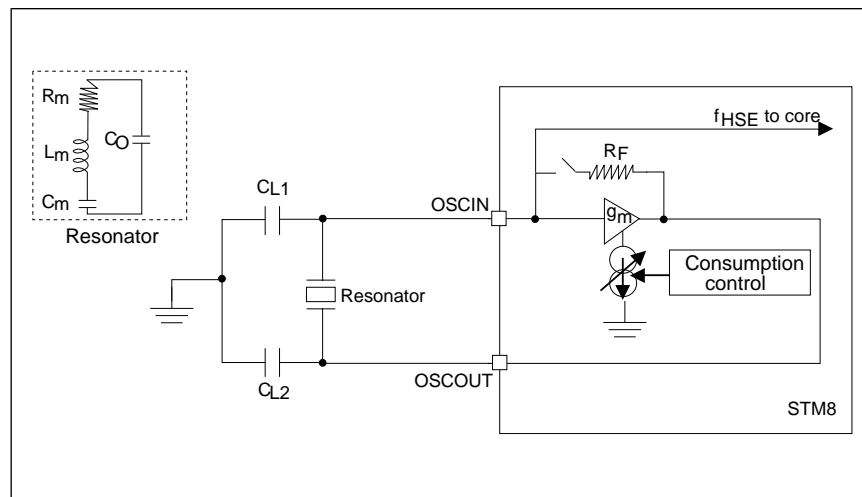 Rm
Lm
CO
Cm
Resonator
CL1
CL2
Resonator
OSCIN
OSCOUT
fHSE to core
RF
gm
Consumption
control
STM8